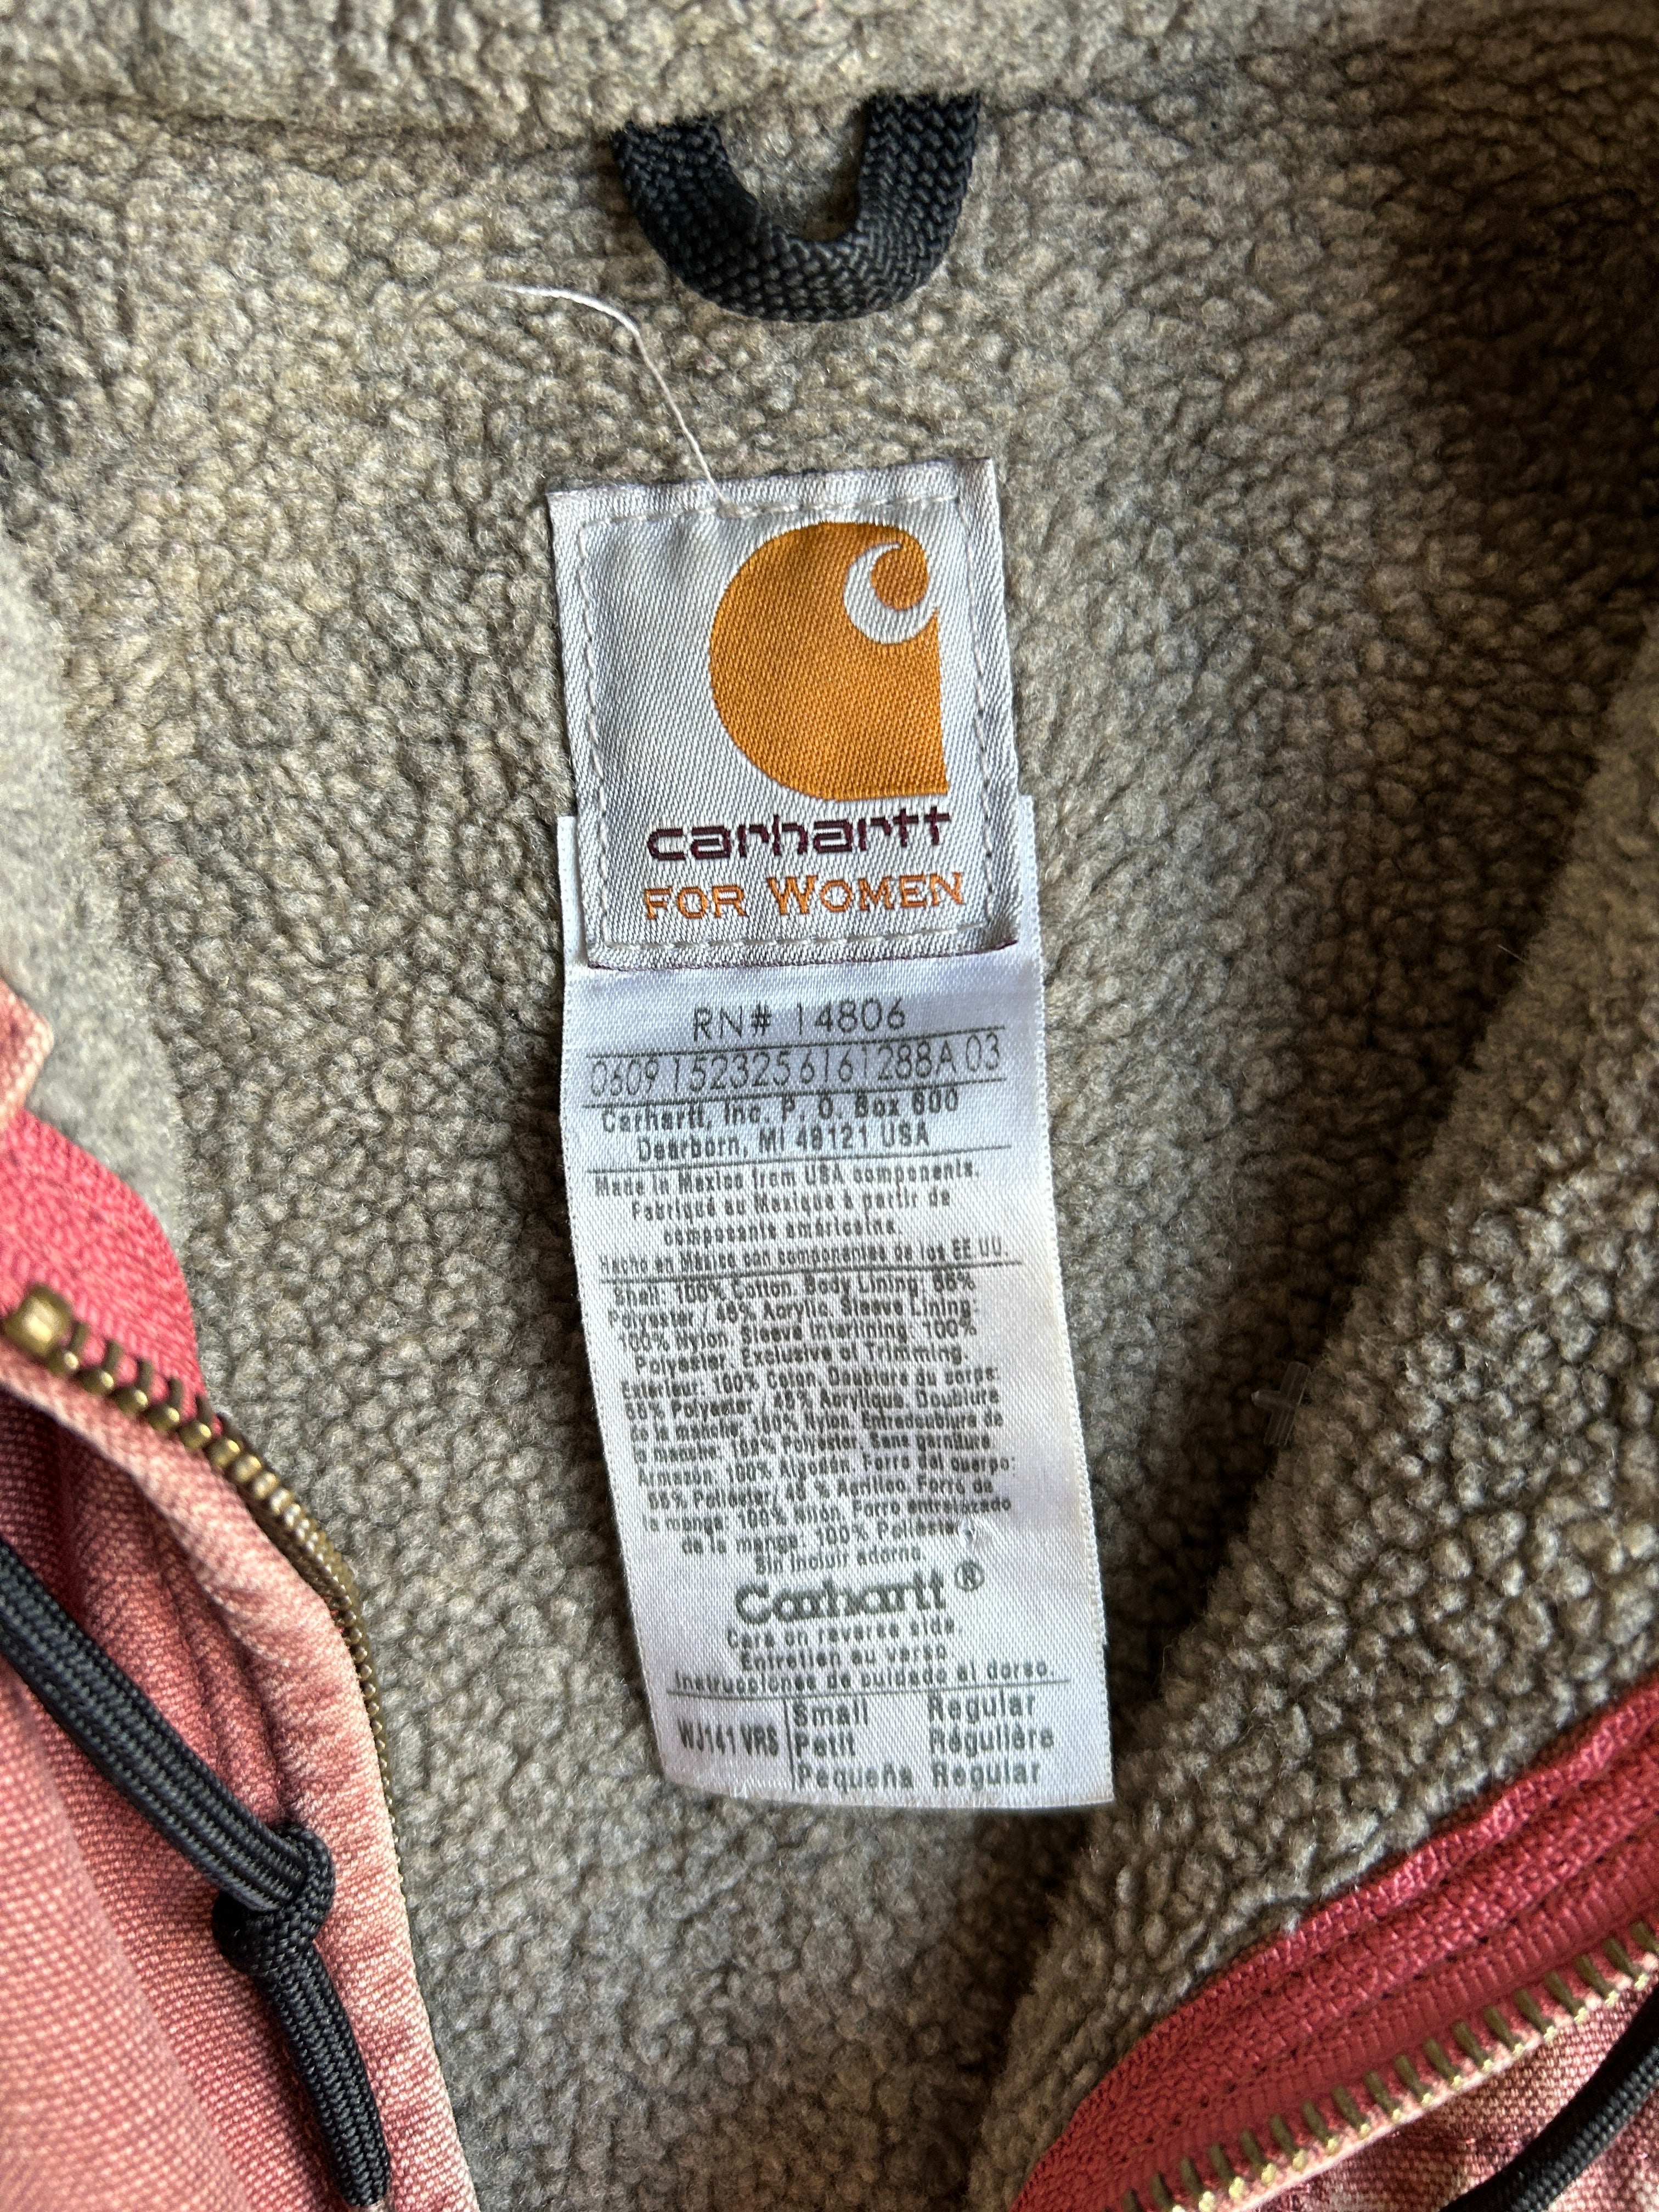 carhartt
FOR WOMEN
RN# 14806
0609 152325 6161288A 03
Carhartt, Inc. P. O. Box 600
Dearborn, MI 48121 USA
Made in Mexico from USA components.
Fabriqué au Mexique à partir de
composants américains.
Hecho en México con componentes de los EE.UU.
Shell: 100% Cotton. Body Lining: 55%
Polyester / 45% Acrylic. Sleeve Lining:
100% Nylon. Sleeve Interlining: 100%
Polyester. Exclusive of Trimming.
Extérieur: 100% Coton. Doublure du corps:
55% Polyester / 45% Acrylique. Doublure
de la manche: 100% Nylon. Entredoublure de
la manche: 100% Polyester. Sans garniture.
Armazón: 100% Algodón. Forro del cuerpo:
55% Poliéster / 45 % Acrílico. Forro de
la manga: 100% Nilon. Forro entrelazado
de la manga: 100% Poliéster.
Sin incluir adorno.
Carhartt®
Care on reverse side.
Entretien au verso.
Instrucciones de cuidado al dorso.
WJ141 VRS Small Regular
Petit Régulière
Pequeña Regular